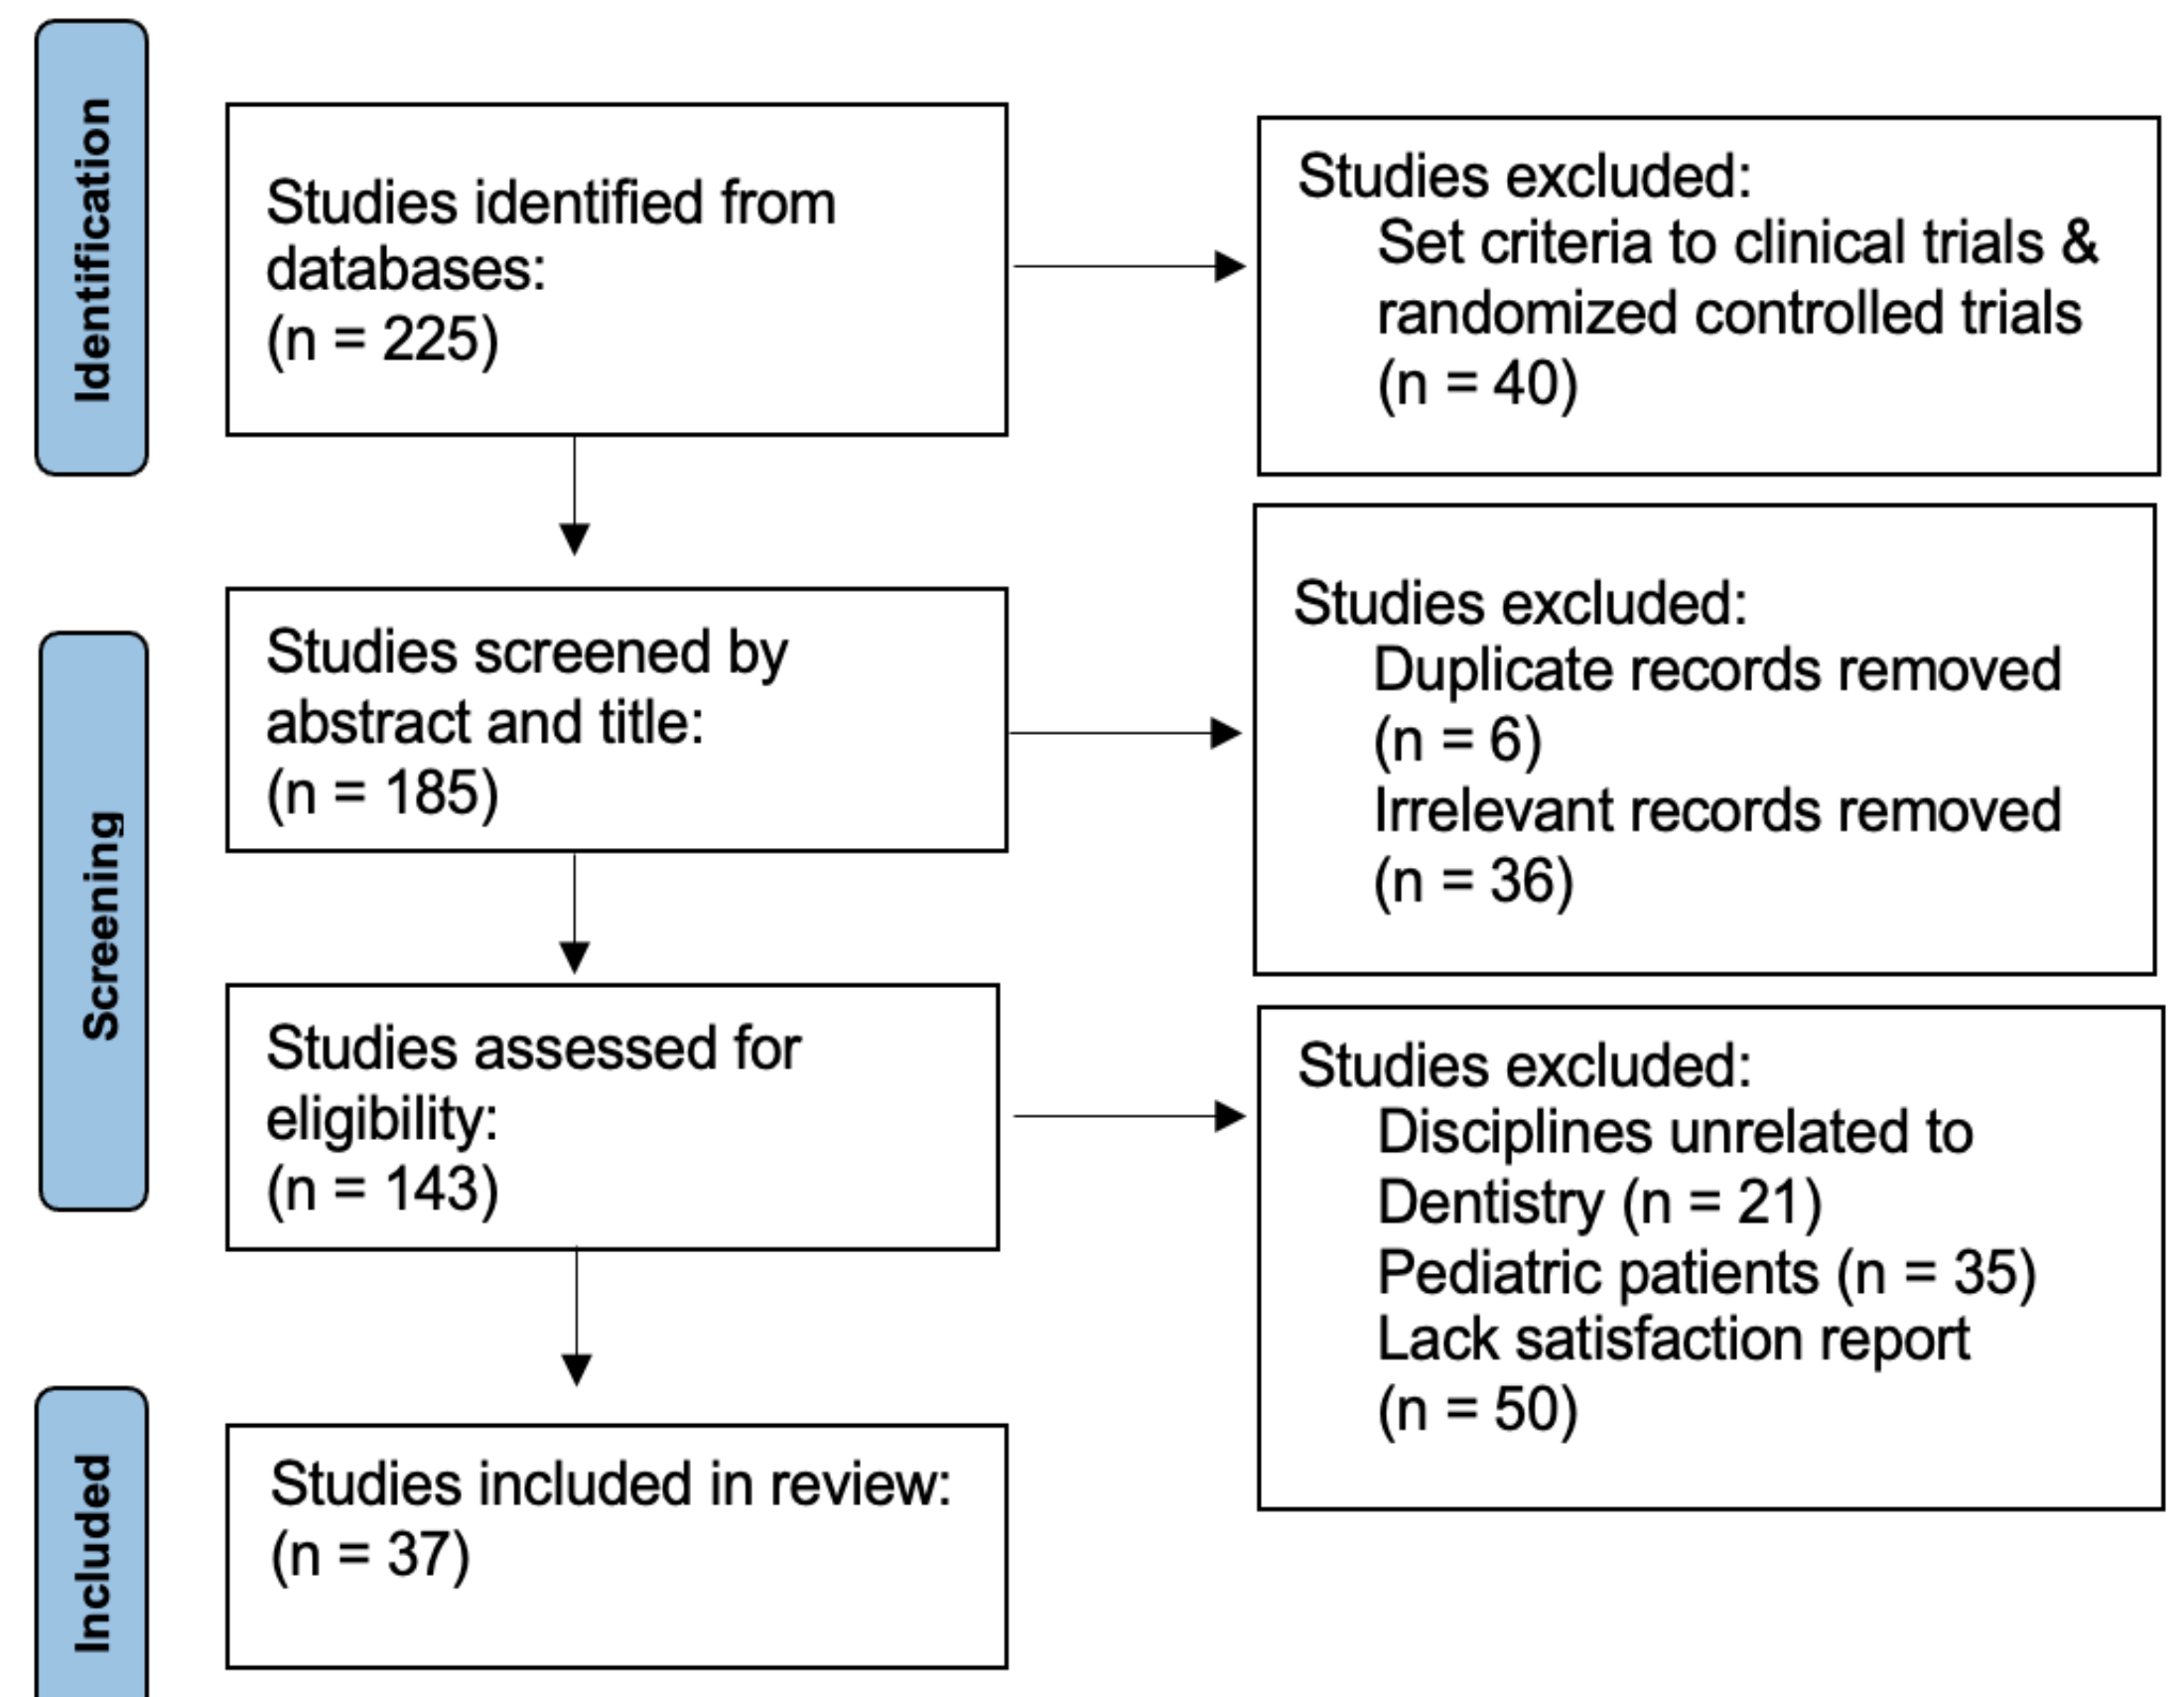 Identification
Studies identified from
databases:
(n = 225)
Studies excluded:
Set criteria to clinical trials &
randomized controlled trials
(n = 40)
Screening
Studies screened by
abstract and title:
(n = 185)
Studies excluded:
Duplicate records removed
(n = 6)
Irrelevant records removed
(n = 36)
Studies assessed for
eligibility:
(n = 143)
Studies excluded:
Disciplines unrelated to
Dentistry (n = 21)
Pediatric patients (n = 35)
Lack satisfaction report
(n = 50)
Included
Studies included in review:
(n = 37)